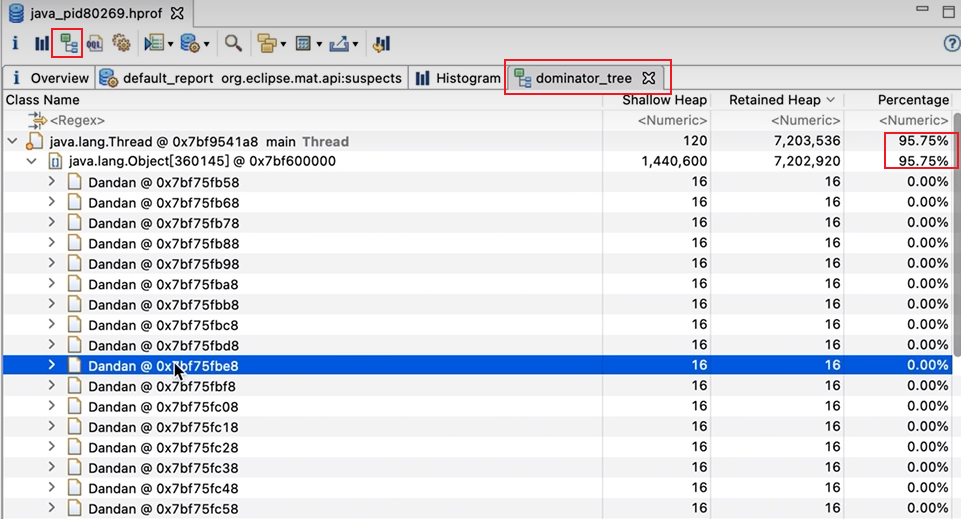 java_pid80269.hprof
i OQL
i Overview default_report org.eclipse.mat.api:suspects Histogram dominator_tree
Class Name Shallow Heap Retained Heap Percentage
<Regex> <Numeric> <Numeric> <Numeric>
java.lang.Thread @ 0x7bf9541a8 main Thread 120 7,203,536 95.75%
java.lang.Object[360145] @ 0x7bf600000 1,440,600 7,202,920 95.75%
Dandan @ 0x7bf75fb58 16 16 0.00%
Dandan @ 0x7bf75fb68 16 16 0.00%
Dandan @ 0x7bf75fb78 16 16 0.00%
Dandan @ 0x7bf75fb88 16 16 0.00%
Dandan @ 0x7bf75fb98 16 16 0.00%
Dandan @ 0x7bf75fba8 16 16 0.00%
Dandan @ 0x7bf75fbb8 16 16 0.00%
Dandan @ 0x7bf75fbc8 16 16 0.00%
Dandan @ 0x7bf75fbd8 16 16 0.00%
Dandan @ 0x7bf75fbe8 16 16 0.00%
Dandan @ 0x7bf75fbf8 16 16 0.00%
Dandan @ 0x7bf75fc08 16 16 0.00%
Dandan @ 0x7bf75fc18 16 16 0.00%
Dandan @ 0x7bf75fc28 16 16 0.00%
Dandan @ 0x7bf75fc38 16 16 0.00%
Dandan @ 0x7bf75fc48 16 16 0.00%
Dandan @ 0x7bf75fc58 16 16 0.00%